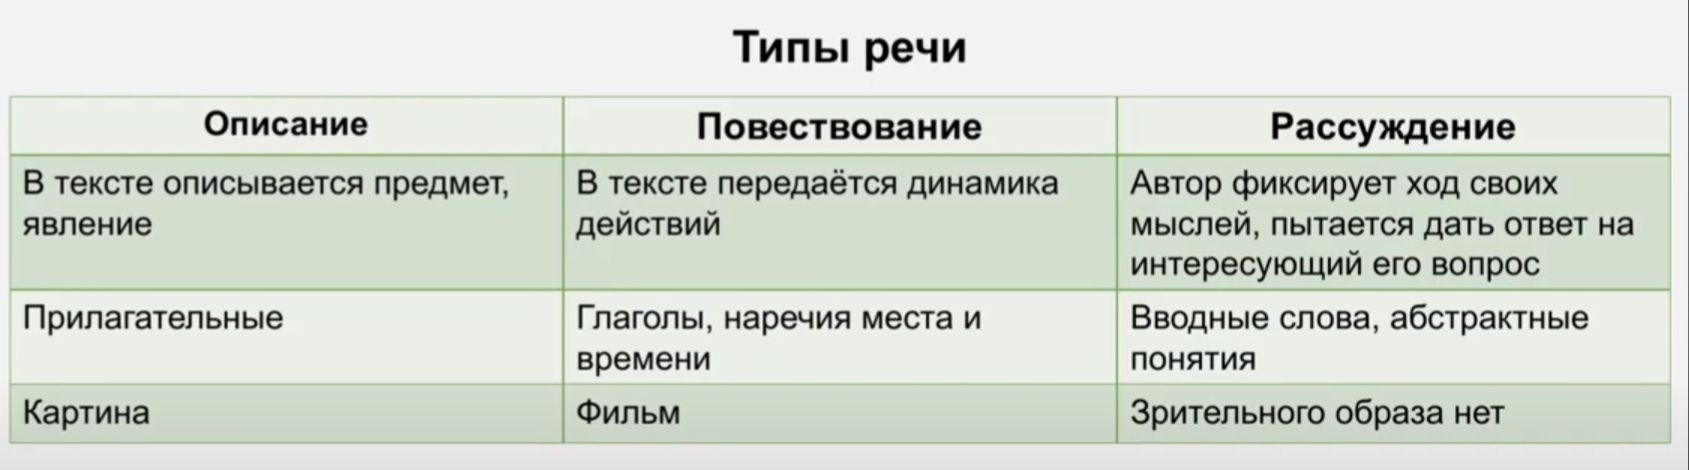 Типы речи
Описание
Повествование
Рассуждение
В тексте описывается предмет,
явление
В тексте передаётся динамика
действий
Автор фиксирует ход своих
мыслей, пытается дать ответ на
интересующий его вопрос
Прилагательные
Глаголы, наречия места и
времени
Вводные слова, абстрактные
понятия
Картина
Фильм
Зрительного образа нет